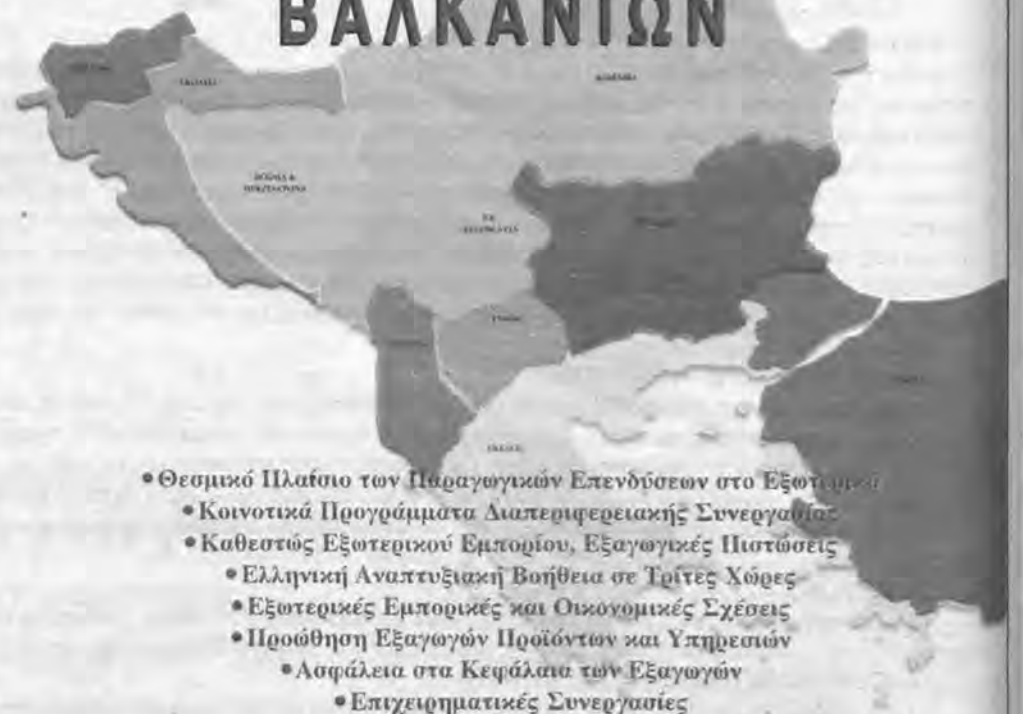 ΒΑΛΚΑΝΙΩΝ
• Θεσμικό Πλαίσιο των Παραγωγικών Επενδύσεων στο Εξωτερικό
• Κοινοτικά Προγράμματα Διαπεριφερειακής Συνεργασίας
• Καθεστώς Εξωτερικού Εμπορίου, Εξαγωγικές Πιστώσεις
• Ελληνική Αναπτυξιακή Βοήθεια σε Τρίτες Χώρες
• Εξωτερικές Εμπορικές και Οικονομικές Σχέσεις
• Προώθηση Εξαγωγών Προϊόντων και Υπηρεσιών
• Ασφάλεια στα Κεφάλαια των Εξαγωγών
• Επιχειρηματικές Συνεργασίες